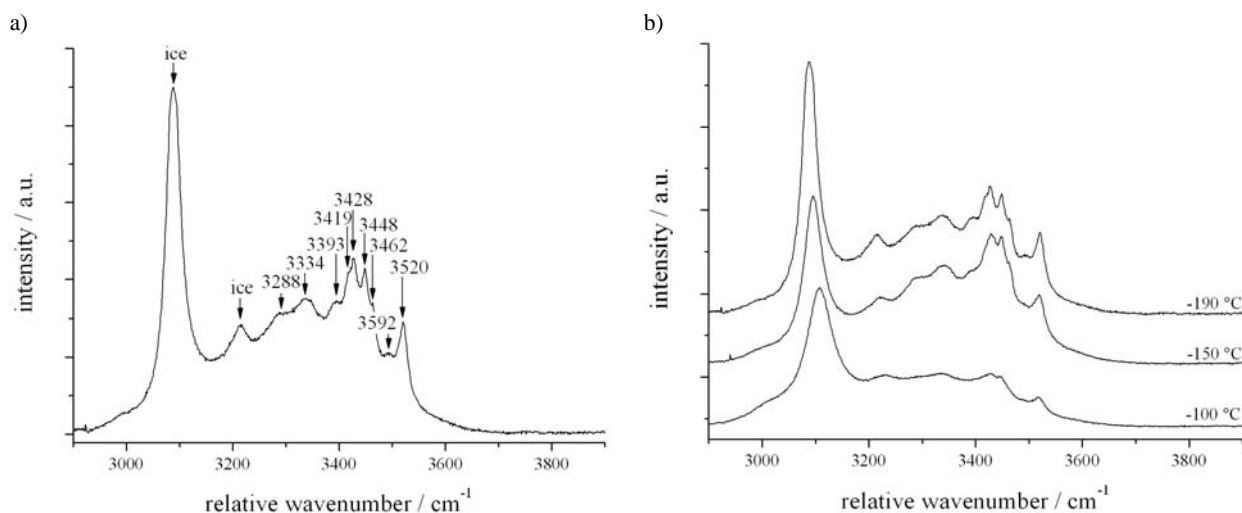 a)
ice
3428
3419
3448
3393
3462
3334
3520
ice
3288
3592
intensity / a.u.
3000 3200 3400 3600 3800
relative wavenumber / cm-1
b)
-190 °C
-150 °C
-100 °C
intensity / a.u.
3000 3200 3400 3600 3800
relative wavenumber / cm-1